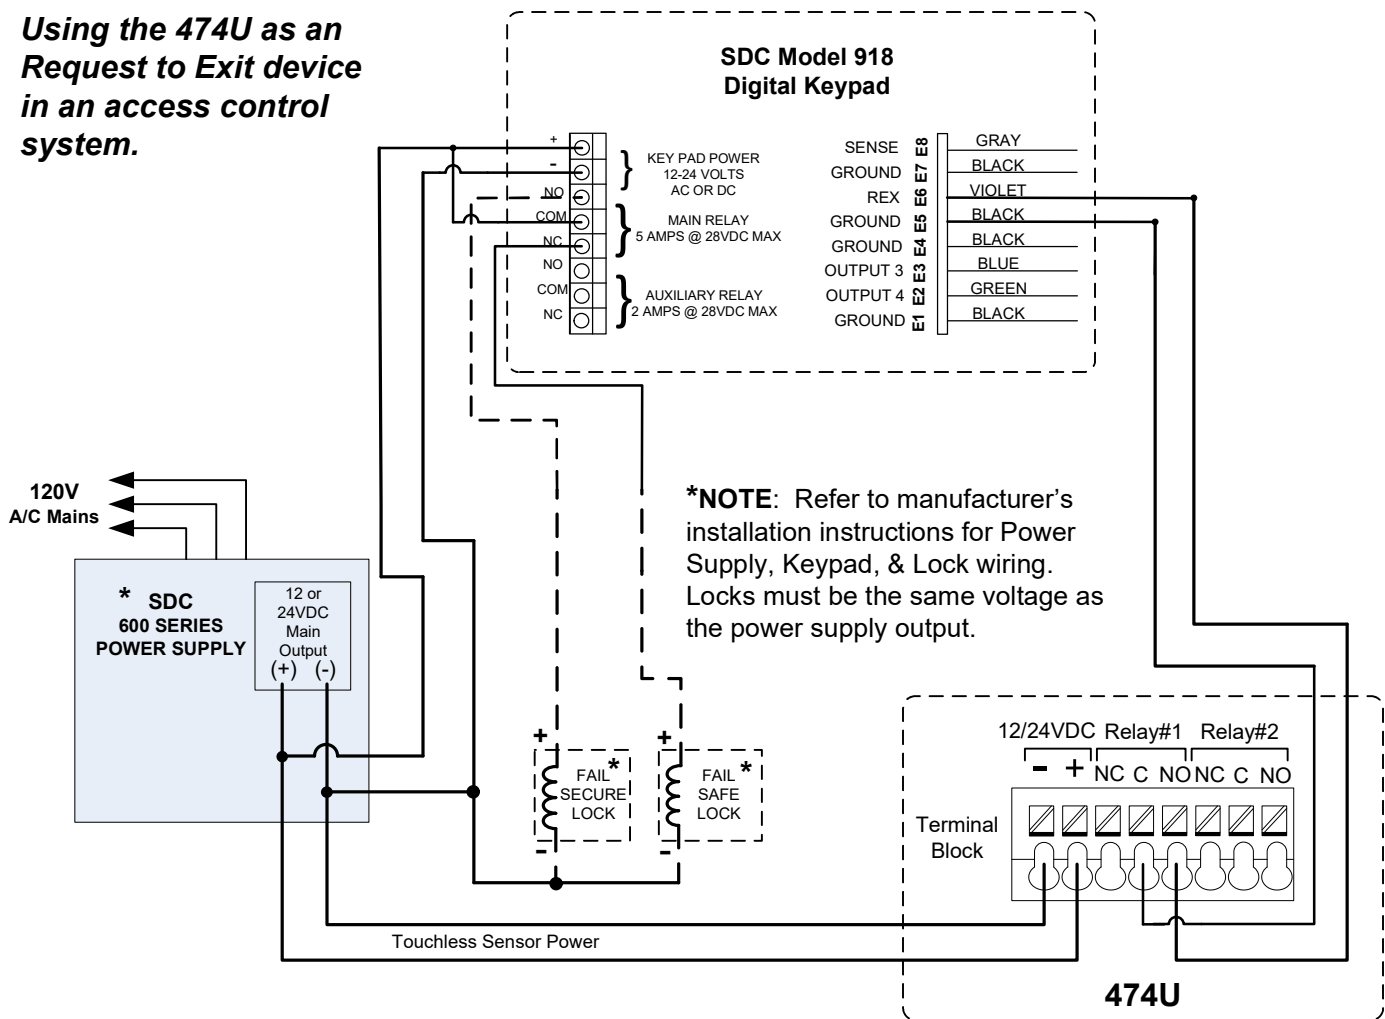 Using the 474U as an
Request to Exit device
in an access control
system.
SDC Model 918
Digital Keypad
+
-
NO
COM
NC
NO
COM
NC
KEY PAD POWER
12-24 VOLTS
AC OR DC
MAIN RELAY
5 AMPS @ 28VDC MAX
AUXILIARY RELAY
2 AMPS @ 28VDC MAX
SENSE E8 GRAY
GROUND E7 BLACK
REX E6 VIOLET
GROUND E5 BLACK
GROUND E4 BLACK
OUTPUT 3 E3 BLUE
OUTPUT 4 E2 GREEN
GROUND E1 BLACK
120V
A/C Mains
* SDC
600 SERIES
POWER SUPPLY
12 or
24VDC
Main
Output
(+) (-)
*NOTE: Refer to manufacturer's
installation instructions for Power
Supply, Keypad, & Lock wiring.
Locks must be the same voltage as
the power supply output.
+
FAIL*
SECURE
LOCK
-
+
FAIL *
SAFE
LOCK
-
12/24VDC Relay#1 Relay#2
- + NC C NO NC C NO
Terminal
Block
Touchless Sensor Power
474U